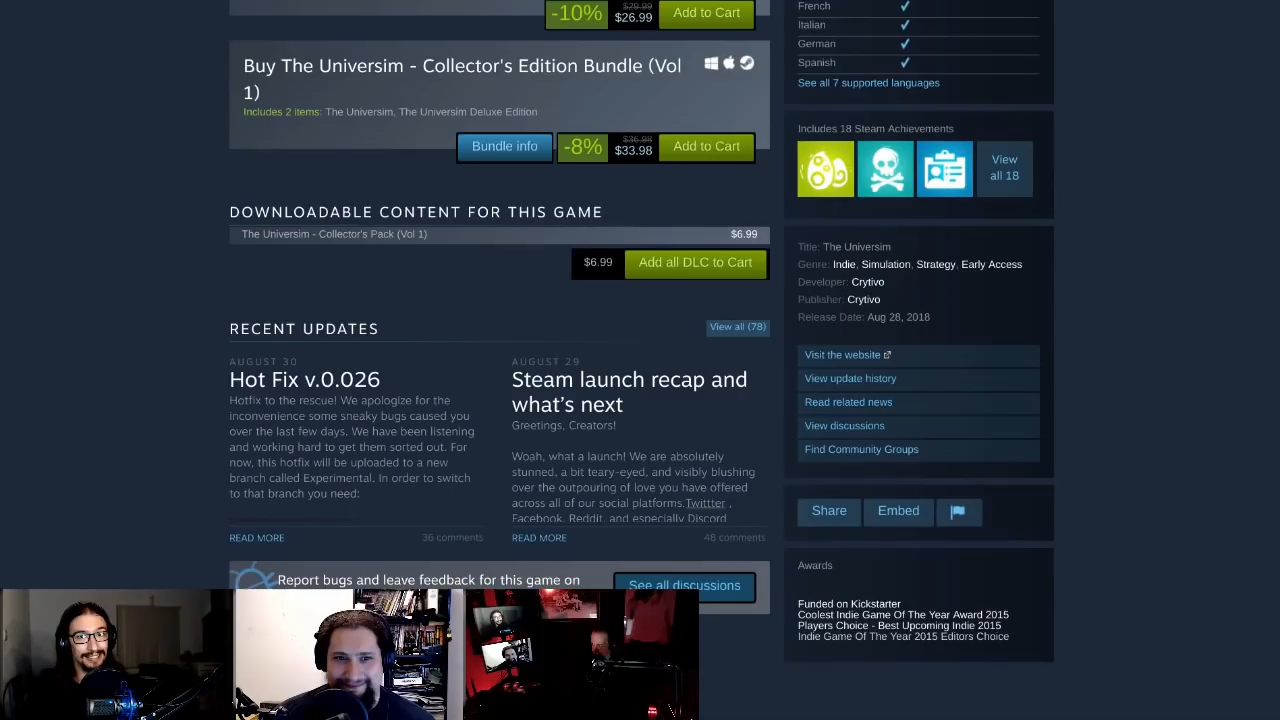 -10%
$29.99
$26.99
Add to Cart
Buy The Universim - Collector's Edition Bundle (Vol
1)
Includes 2 items: The Universim, The Universim Deluxe Edition
Bundle info
-8%
$36.98
$33.98
Add to Cart
DOWNLOADABLE CONTENT FOR THIS GAME
The Universim - Collector's Pack (Vol 1)
$6.99
$6.99
Add all DLC to Cart
RECENT UPDATES
View all (78)
AUGUST 30
Hot Fix v.0.026
Hotfix to the rescue! We apologize for the
inconvenience some sneaky bugs caused you
over the last few days. We have been listening
and working hard to get them sorted out. For
now, this hotfix will be uploaded to a new
branch called Experimental. In order to switch
to that branch you need:
READ MORE
36 comments
AUGUST 29
Steam launch recap and
what's next
Greetings, Creators!
Woah, what a launch! We are absolutely
stunned, a bit teary-eyed, and visibly blushing
over the outpouring of love you have offered
across all of our social platforms.Twittter ,
Facebook, Reddit, and especially Discord
READ MORE
48 comments
Report bugs and leave feedback for this game on
See all discussions
French
Italian
German
Spanish
See all 7 supported languages
Includes 18 Steam Achievements
View
all 18
Title: The Universim
Genre: Indie, Simulation, Strategy, Early Access
Developer: Crytivo
Publisher: Crytivo
Release Date: Aug 28, 2018
Visit the website
View update history
Read related news
View discussions
Find Community Groups
Share
Embed
Awards
Funded on Kickstarter
Coolest Indie Game Of The Year Award 2015
Players Choice - Best Upcoming Indie 2015
Indie Game Of The Year 2015 Editors Choice